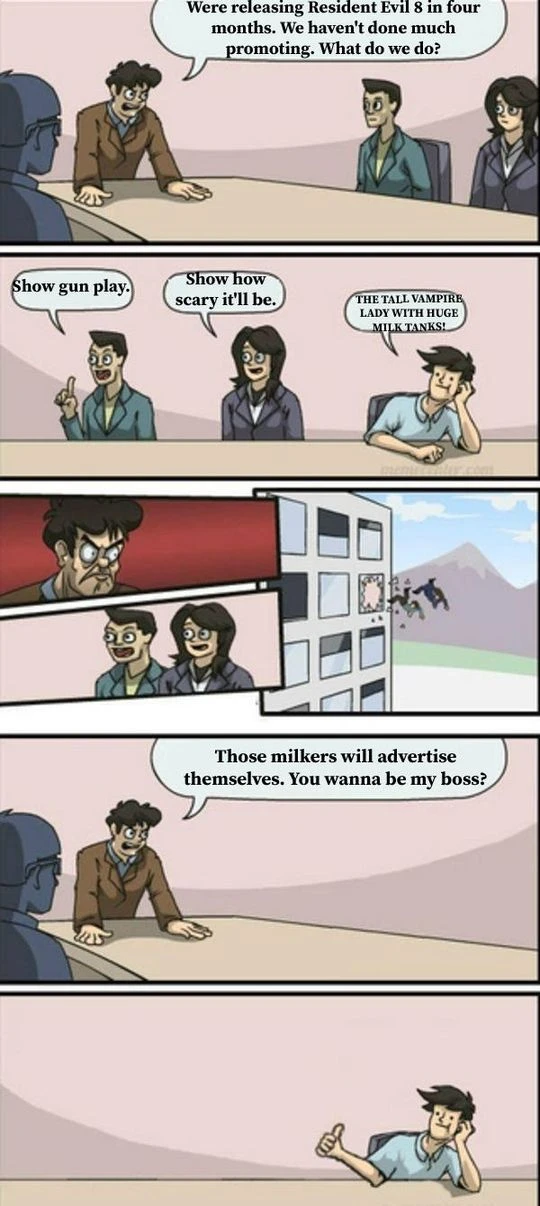 Were releasing Resident Evil 8 in four
months. We haven't done much
promoting. What do we do?
Show gun play.
Show how
scary it'll be.
THE TALL VAMPIRE
LADY WITH HUGE
MILK TANKS!
Those milkers will advertise
themselves. You wanna be my boss?